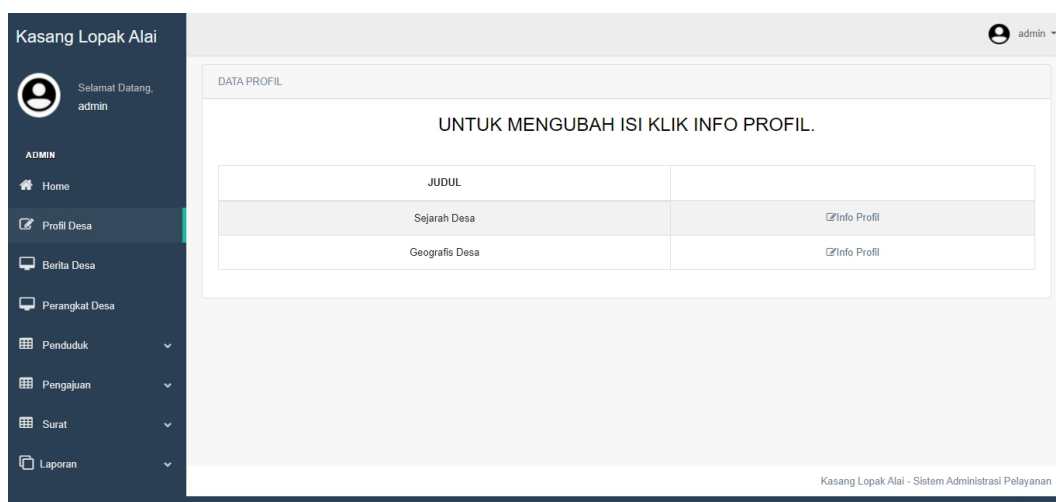 Kasang Lopak Alai
admin
Selamat Datang,
admin
ADMIN
Home
Profil Desa
Berita Desa
Perangkat Desa
Penduduk
Pengajuan
Surat
Laporan
DATA PROFIL
UNTUK MENGUBAH ISI KLIK INFO PROFIL.
JUDUL
Sejarah Desa Info Profil
Geografis Desa Info Profil
Kasang Lopak Alai - Sistem Administrasi Pelayanan